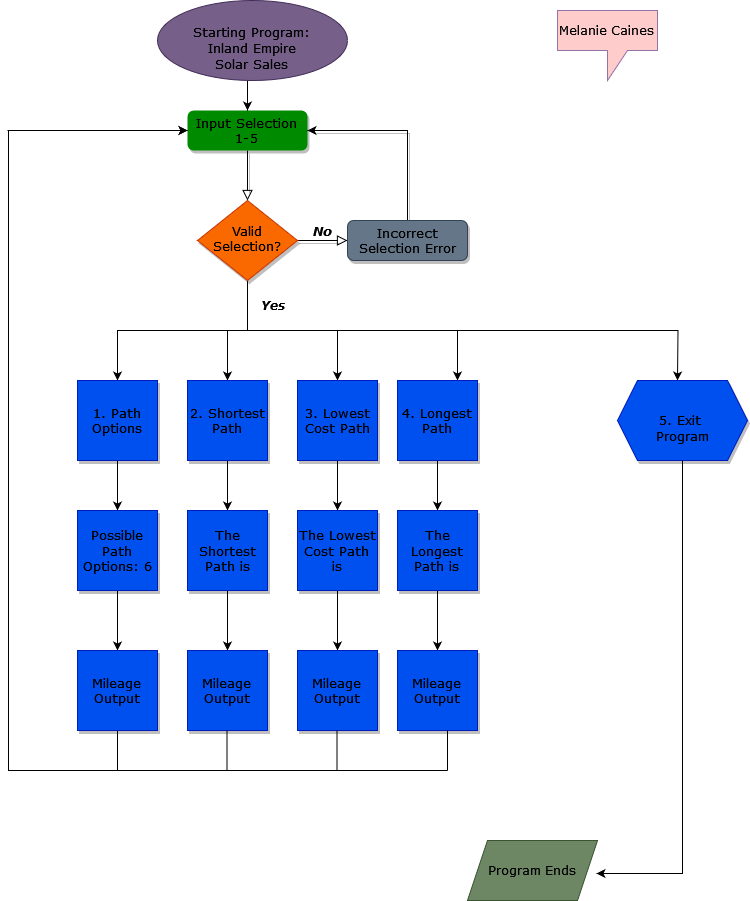 Starting Program:
Inland Empire
Solar Sales
Melanie Caines
Input Selection
1-5
Valid
Selection?
No
Incorrect
Selection Error
Yes
1. Path
Options
2. Shortest
Path
3. Lowest
Cost Path
4. Longest
Path
5. Exit
Program
Possible
Path
Options: 6
The
Shortest
Path is
The Lowest
Cost Path
is
The
Longest
Path is
Mileage
Output
Mileage
Output
Mileage
Output
Mileage
Output
Program Ends